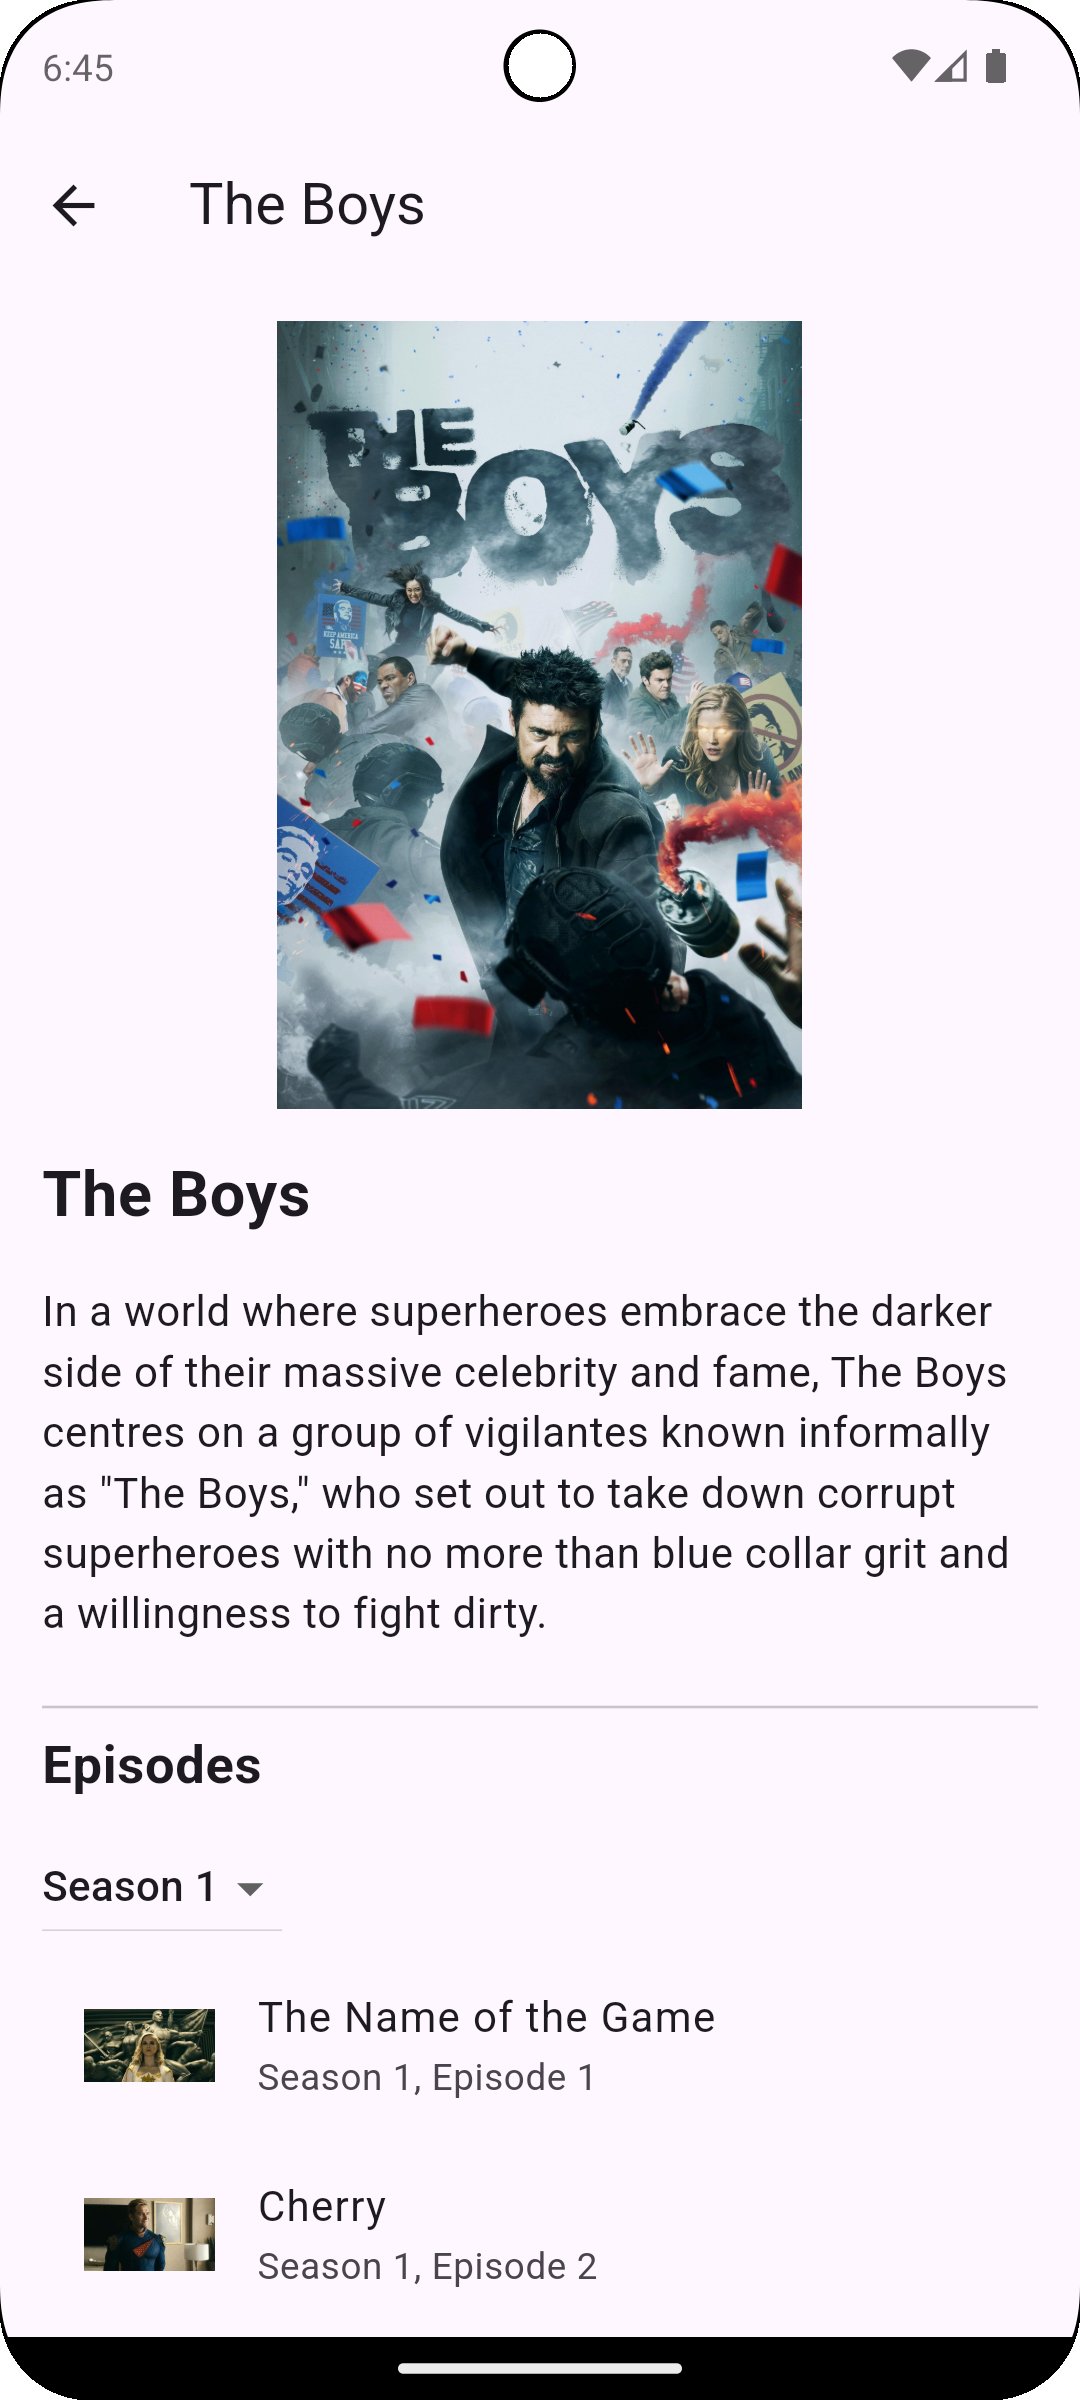 6:45
The Boys
THE
BOYS
KEEP AMERICA
The Boys
In a world where superheroes embrace the darker
side of their massive celebrity and fame, The Boys
centres on a group of vigilantes known informally
as "The Boys," who set out to take down corrupt
superheroes with no more than blue collar grit and
a willingness to fight dirty.
Episodes
Season 1
The Name of the Game
Season 1, Episode 1
Cherry
Season 1, Episode 2